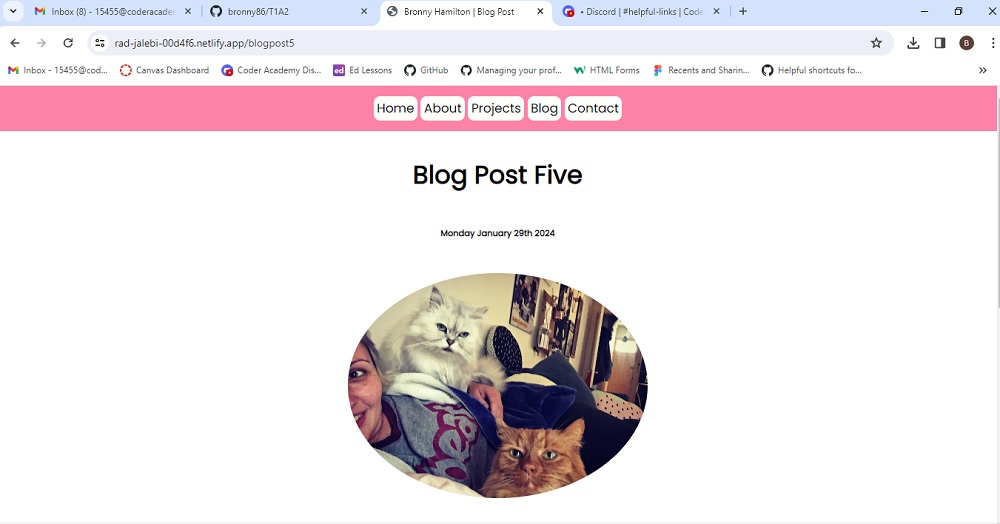 Inbox (8) - 15455@coderacader
bronny86/T1A2
Bronny Hamilton | Blog Post
• Discord | #helpful-links | Code
rad-jalebi-00d4f6.netlify.app/blogpost5
B
Inbox - 15455@cod...
Canvas Dashboard
Coder Academy Dis...
ed
Ed Lessons
GitHub
Managing your prof...
HTML Forms
Recents and Sharin...
Helpful shortcuts fo...
Home About Projects Blog Contact
Blog Post Five
Monday January 29th 2024